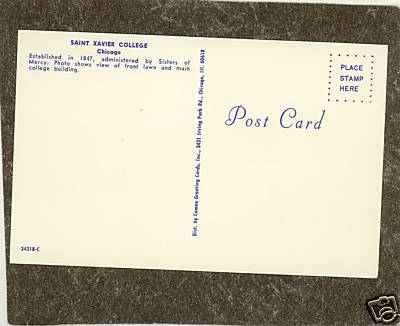 SAINT XAVIER COLLEGE
Chicago
Established in 1847, administered by Sisters of
Mercy. Photo shows view of front lawn and main
college building.
34318-C
Dist. by Cameo Greeting Cards, Inc., 3431 Irving Park Rd., Chicago, Ill. 60618
Post Card
PLACE
STAMP
HERE